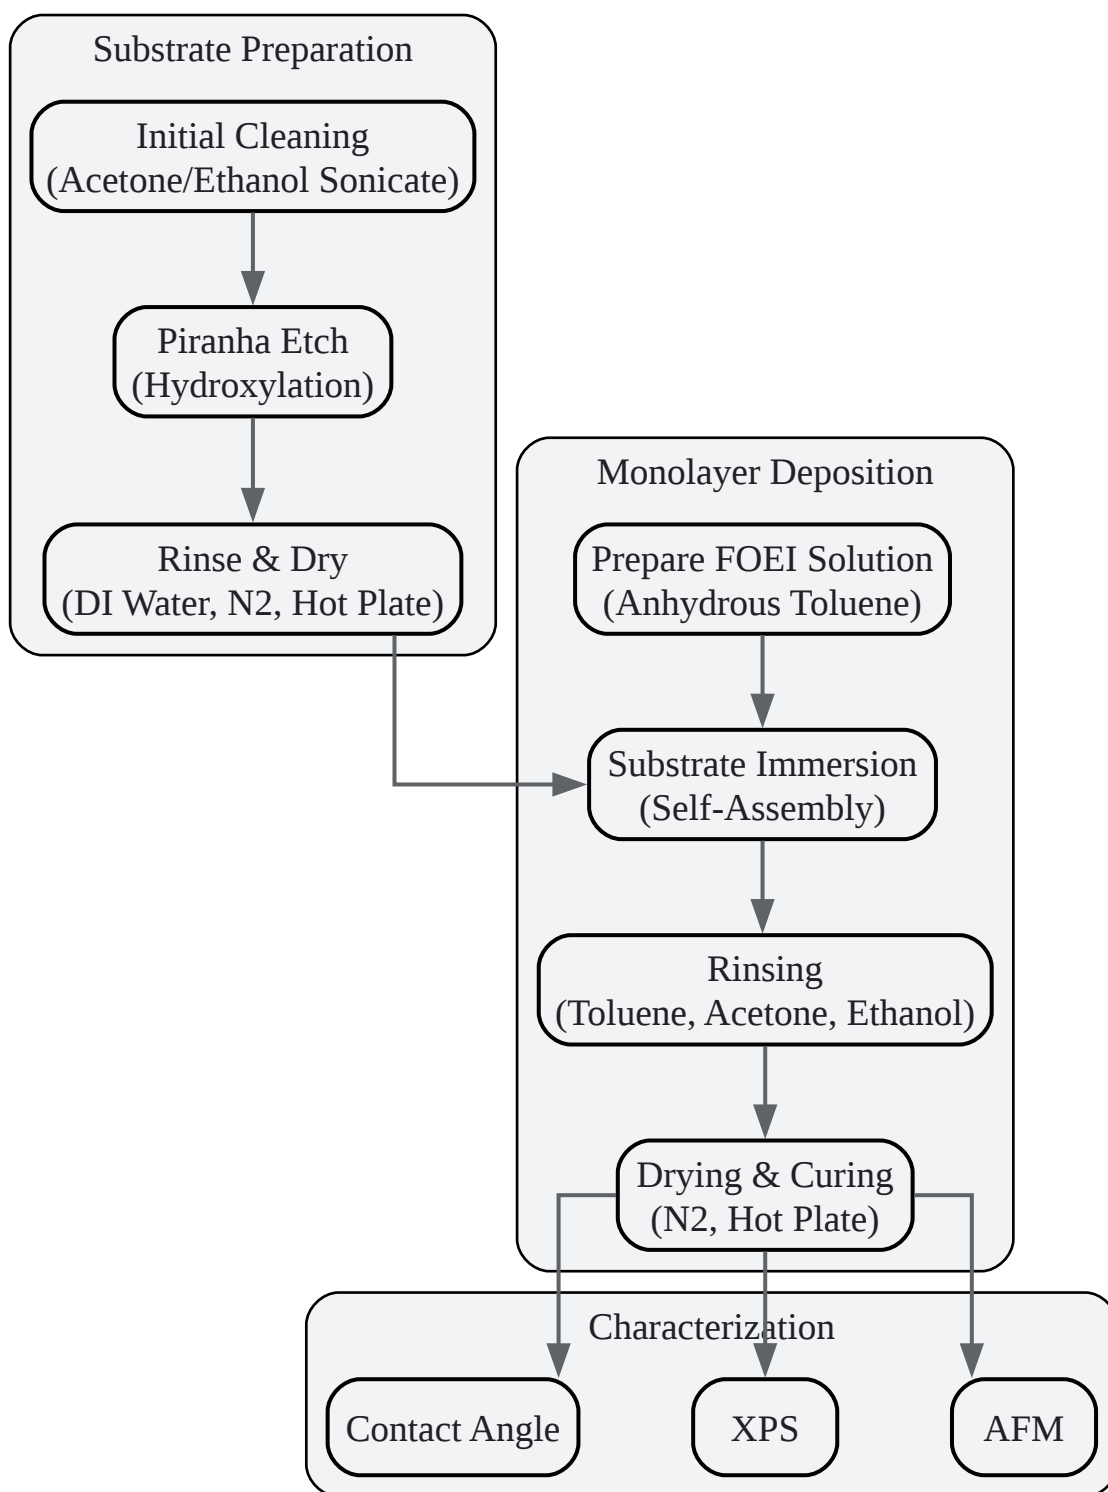 Substrate Preparation
Initial Cleaning
(Acetone/Ethanol Sonicate)
Piranha Etch
(Hydroxylation)
Rinse & Dry
(DI Water, N2, Hot Plate)
Monolayer Deposition
Prepare FOEI Solution
(Anhydrous Toluene)
Substrate Immersion
(Self-Assembly)
Rinsing
(Toluene, Acetone, Ethanol)
Drying & Curing
(N2, Hot Plate)
Characterization
Contact Angle
XPS
AFM